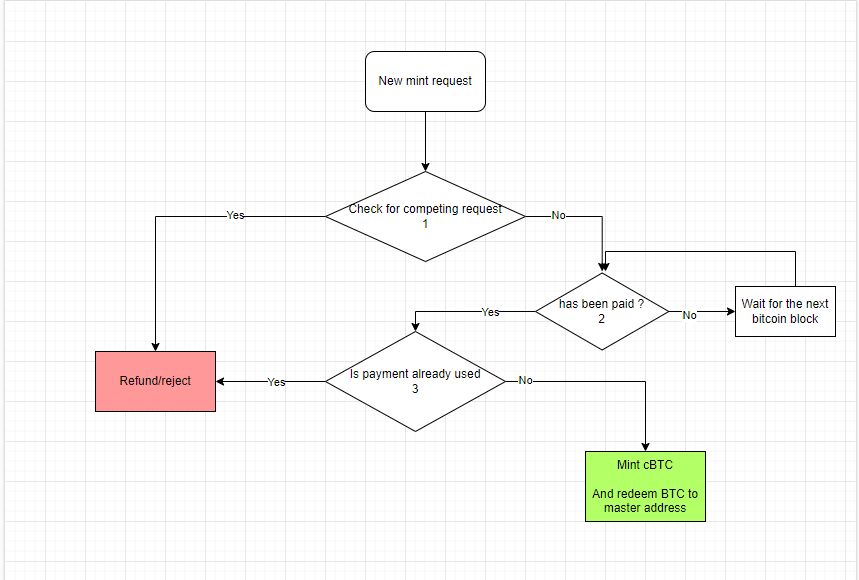 New mint request
Check for competing request
1
Yes
No
has been paid ?
2
Wait for the next
bitcoin block
Yes
No
Is payment already used
3
Refund/reject
Yes
No
Mint cBTC
And redeem BTC to
master address